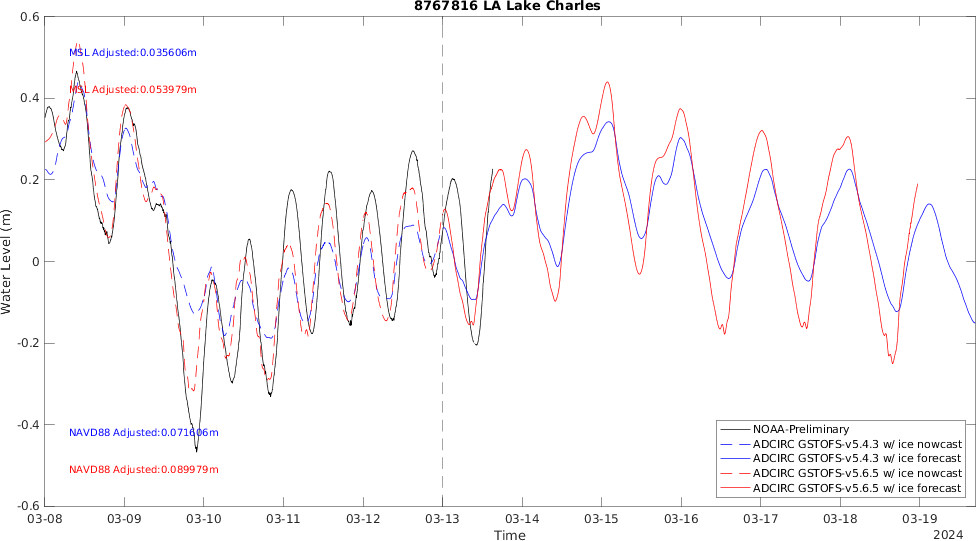 8767816 LA Lake Charles
0.6
0.4
0.2
0
-0.2
-0.4
-0.6
Water Level (m)
MSL Adjusted:0.035606m
MSL Adjusted:0.053979m
NAVD88 Adjusted:0.071606m
NAVD88 Adjusted:0.089979m
NOAA-Preliminary
ADCIRC GSTOFS-v5.4.3 w/ ice nowcast
ADCIRC GSTOFS-v5.4.3 w/ ice forecast
ADCIRC GSTOFS-v5.6.5 w/ ice nowcast
ADCIRC GSTOFS-v5.6.5 w/ ice forecast
03-08 03-09 03-10 03-11 03-12 03-13 03-14 03-15 03-16 03-17 03-18 03-19
Time
2024